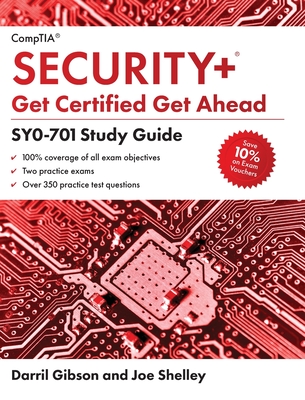 CompTIA®
SECURITY+®
Get Certified Get Ahead
SY0-701 Study Guide
✓ 100% coverage of all exam objectives
✓ Two practice exams
✓ Over 350 practice test questions
Save
10%
on Exam
Vouchers
Darril Gibson and Joe Shelley